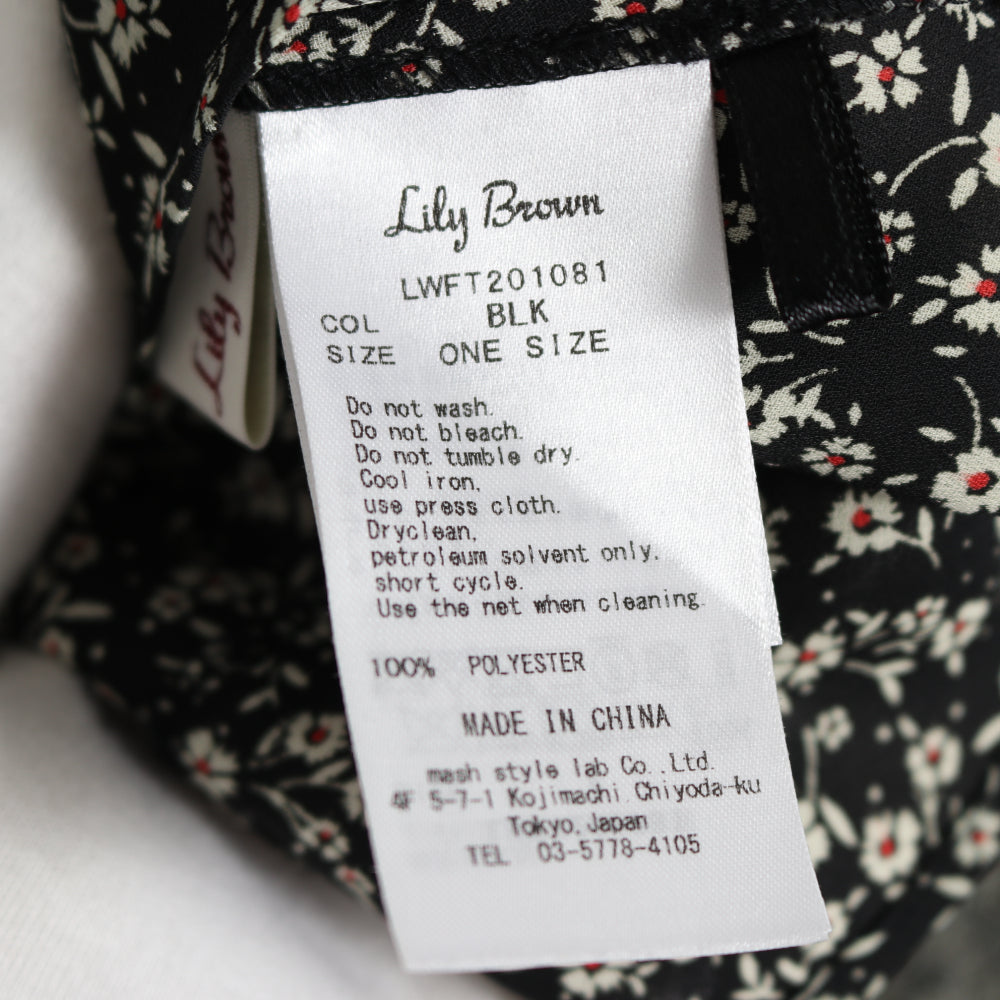 Lily Brown
Lily Brown
LWFT201081
COL BLK
SIZE ONE SIZE
Do not wash.
Do not bleach.
Do not tumble dry.
Cool iron,
use press cloth.
Dryclean,
petroleum solvent only.
short cycle.
Use the net when cleaning.
100% POLYESTER
MADE IN CHINA
mash style lab Co.,Ltd.
4F 5-7-1 Kojimachi Chiyoda-ku
Tokyo,Japan
TEL 03-5778-4105